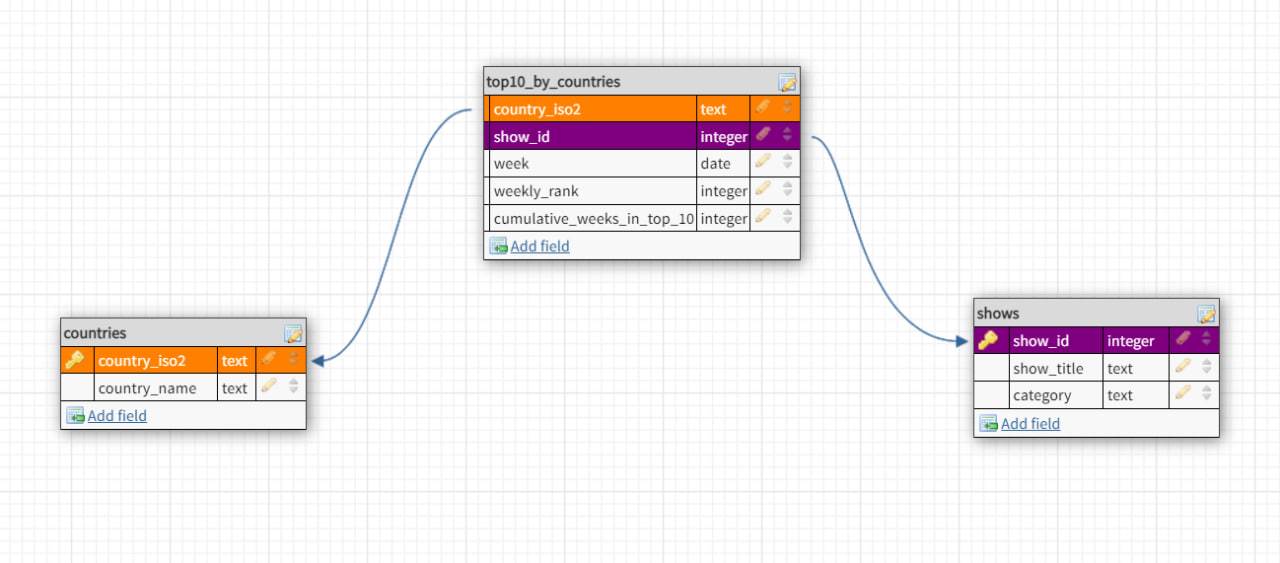 top10_by_countries
country_iso2 text
show_id integer
week date
weekly_rank integer
cumulative_weeks_in_top_10 integer
Add field
countries
country_iso2 text
country_name text
Add field
shows
show_id integer
show_title text
category text
Add field